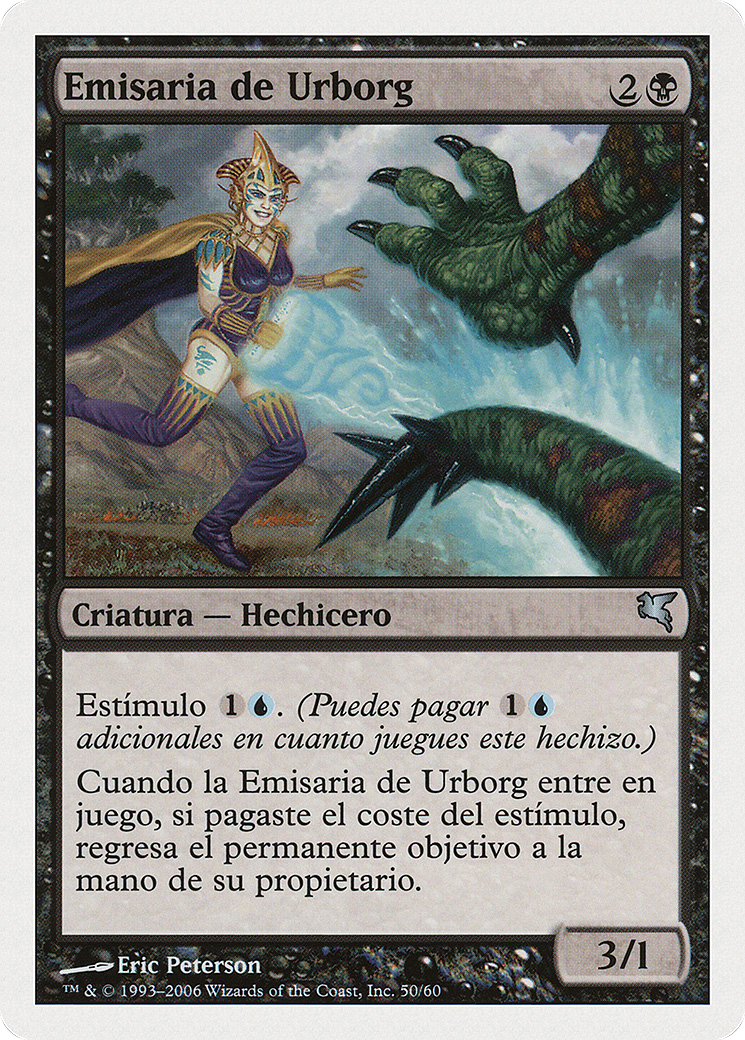 Emisaria de Urborg 2
Criatura — Hechicero
Estímulo 1. (Puedes pagar 1
adicionales en cuanto juegues este hechizo.)
Cuando la Emisaria de Urborg entre en
juego, si pagaste el coste del estímulo,
regresa el permanente objetivo a la
mano de su propietario.
3/1
Eric Peterson
™ & © 1993–2006 Wizards of the Coast, Inc. 50/60